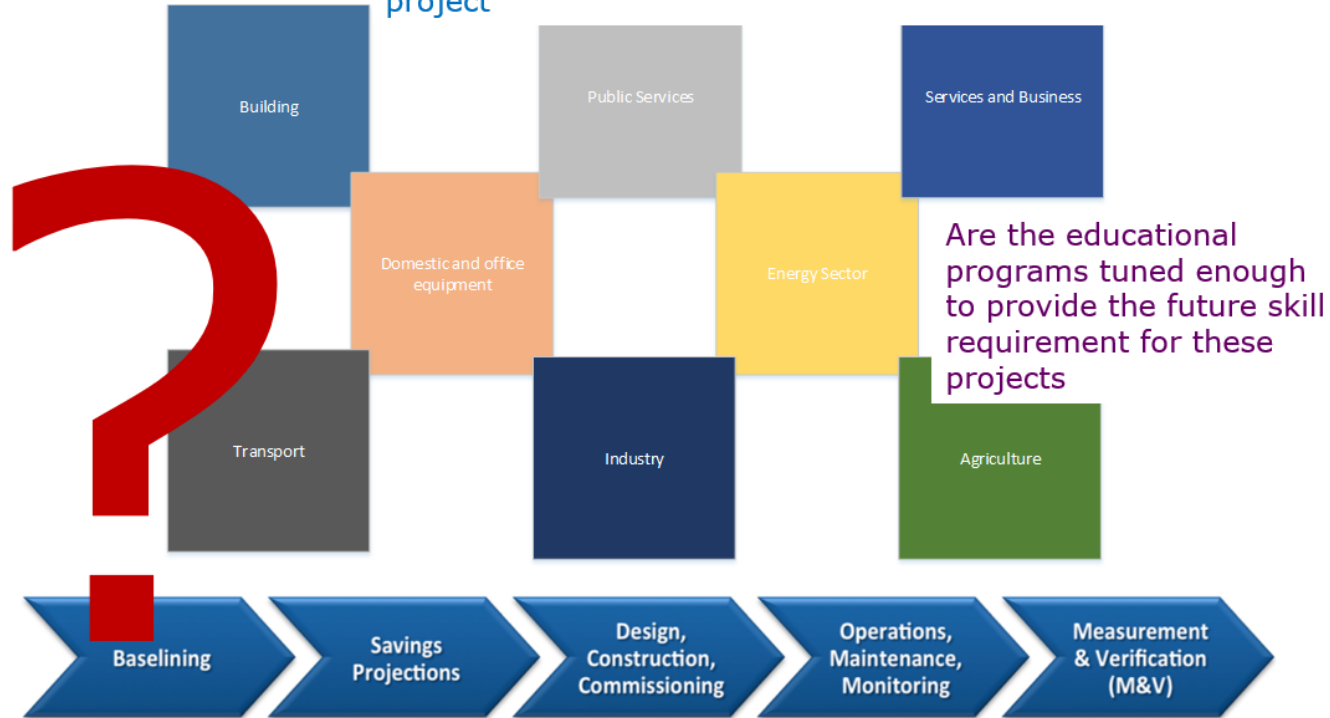 project
Building
Public Services
Services and Business
Domestic and office
equipment
Energy Sector
Are the educational
programs tuned enough
to provide the future skill
requirement for these
projects
Transport
Industry
Agriculture
?
Baselining
Savings
Projections
Design,
Construction,
Commissioning
Operations,
Maintenance,
Monitoring
Measurement
& Verification
(M&V)